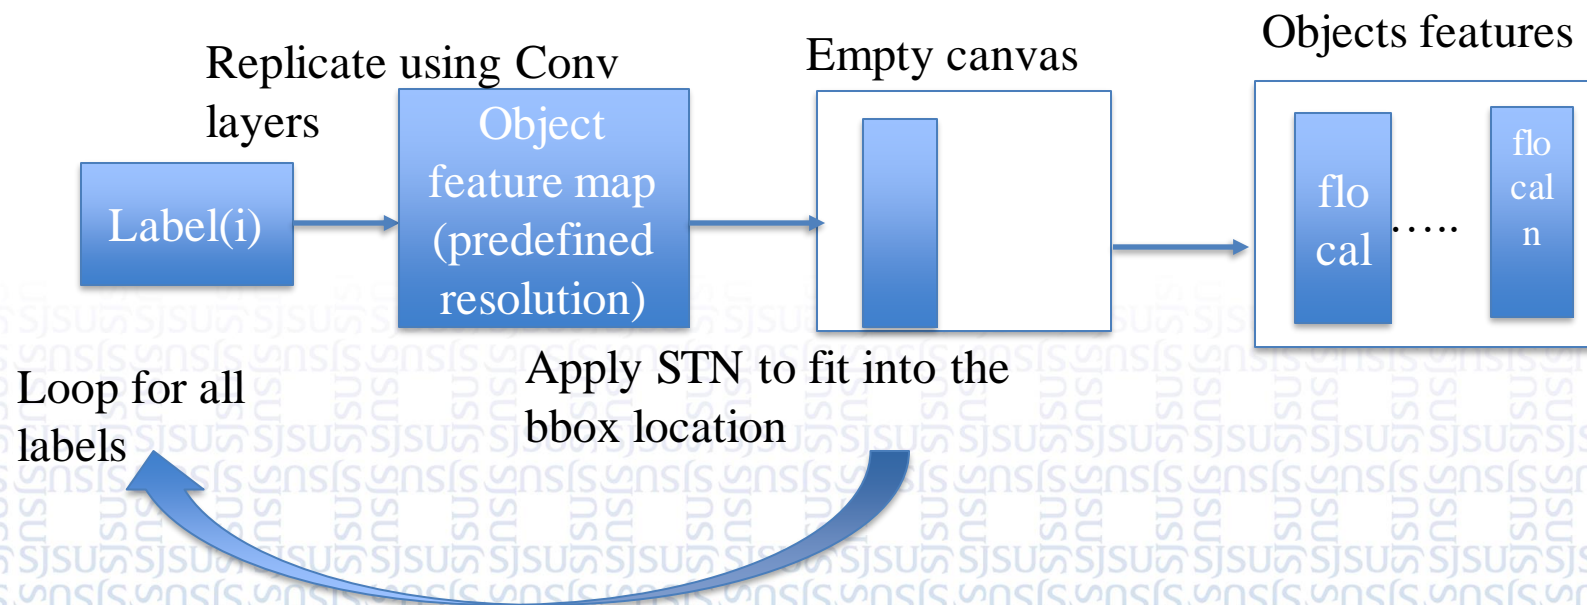 Replicate using Conv
layers
Empty canvas
Objects features
Label(i)
Object
feature map
(predefined
resolution)
flo
cal
.....
flo
cal
n
Apply STN to fit into the
bbox location
Loop for all
labels